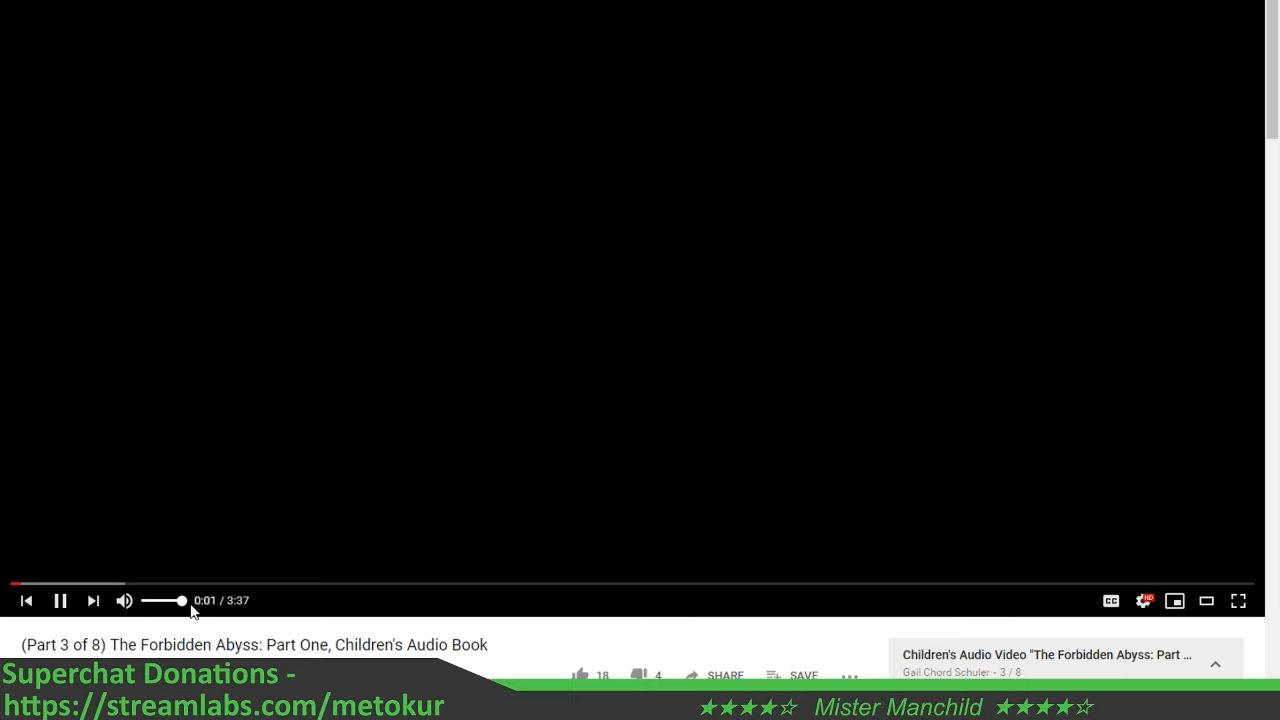 0:01 / 3:37
CC
HD
(Part 3 of 8) The Forbidden Abyss: Part One, Children's Audio Book
18
4
SHARE
SAVE
Children's Audio Video "The Forbidden Abyss: Part ...
Gail Chord Schuler - 3 / 8
Superchat Donations -
https://streamlabs.com/metokur
★★★★☆ Mister Manchild ★★★★☆